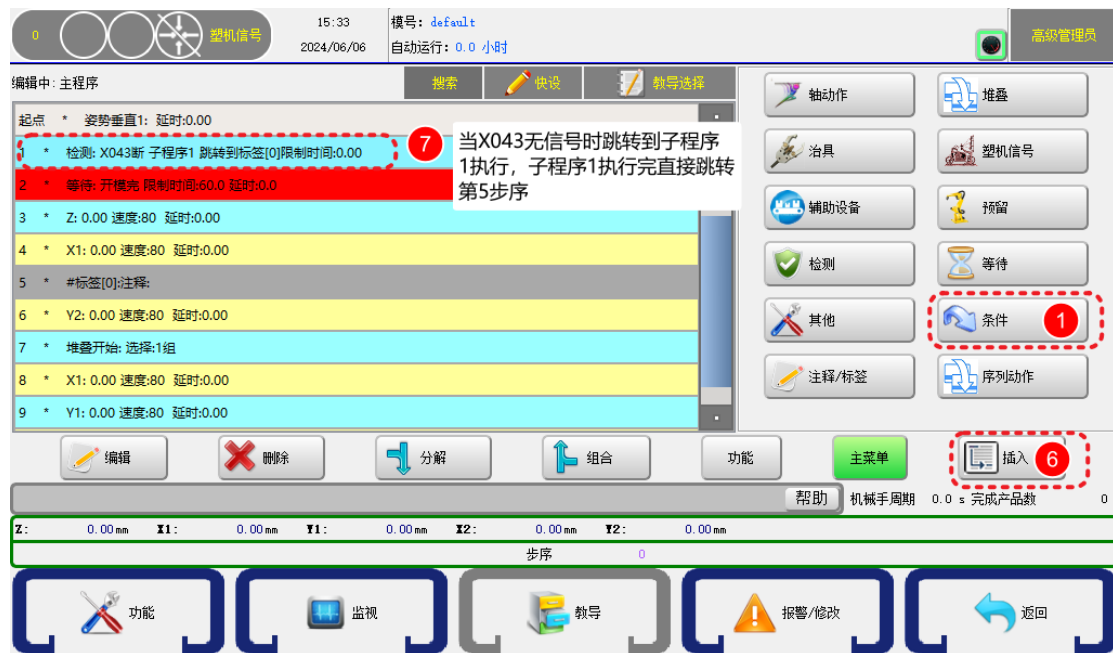 0
塑机信号
15:33
2024/06/06
模号: default
自动运行: 0.0 小时
高级管理员
编辑中: 主程序
搜索
快设
教导选择
起点 * 姿势垂直1: 延时:0.00
1 * 检测: X043断 子程序1 跳转到标签[0]限制时间:0.00
7
当X043无信号时跳转到子程序
1执行，子程序1执行完直接跳转
第5步序
2 * 等待: 开模完 限制时间:60.0 延时:0.0
3 * Z: 0.00 速度:80 延时:0.00
4 * X1: 0.00 速度:80 延时:0.00
5 * #标签[0]:注释:
6 * Y2: 0.00 速度:80 延时:0.00
7 * 堆叠开始: 选择:1组
8 * X1: 0.00 速度:80 延时:0.00
9 * Y1: 0.00 速度:80 延时:0.00
轴动作
堆叠
治具
塑机信号
辅助设备
预留
检测
等待
其他
条件
1
注释/标签
序列动作
编辑
删除
分解
组合
功能
主菜单
插入
6
帮助
机械手周期 0.0 s 完成产品数 0
Z: 0.00mm X1: 0.00mm Y1: 0.00mm X2: 0.00mm Y2: 0.00mm
步序 0
功能
监视
教导
报警/修改
返回